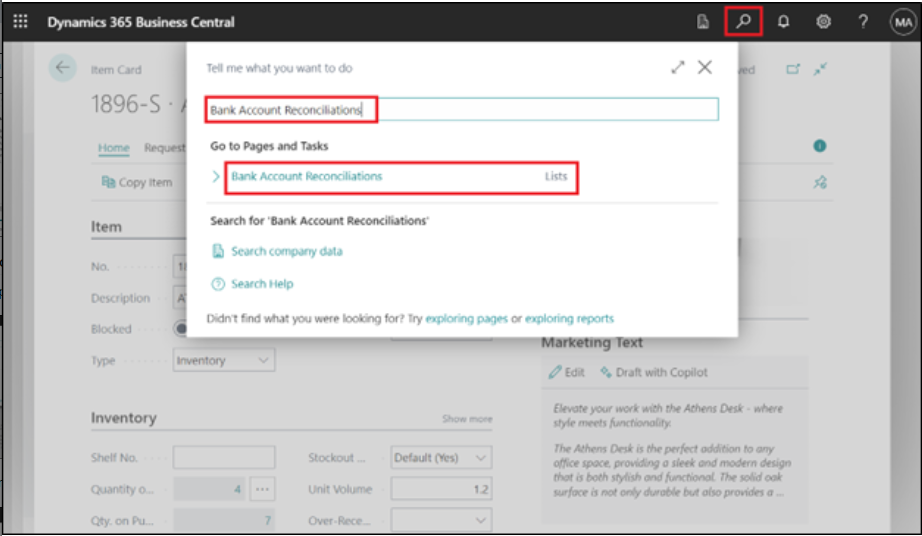 Dynamics 365 Business Central
?
MA
Item Card
Tell me what you want to do
ved
1896-S · A
Bank Account Reconciliations
Home Request
Go to Pages and Tasks
Bank Account Reconciliations Lists
Copy Item
Search for 'Bank Account Reconciliations'
Item
Search company data
No.
Search Help
Description
Didn't find what you were looking for? Try exploring pages or exploring reports
Blocked
Type Inventory
Marketing Text
Edit Draft with Copilot
Elevate your work with the Athens Desk - where
style meets functionality.
The Athens Desk is the perfect addition to any
office space, providing a sleek and modern design
that is both stylish and functional. The solid oak
surface is not only durable but also provides a ...
Inventory Show more
Shelf No. Stockout ... Default (Yes)
Quantity o... 4 ... Unit Volume 1.2
Qty. on Pu... 7 Over-Rece...